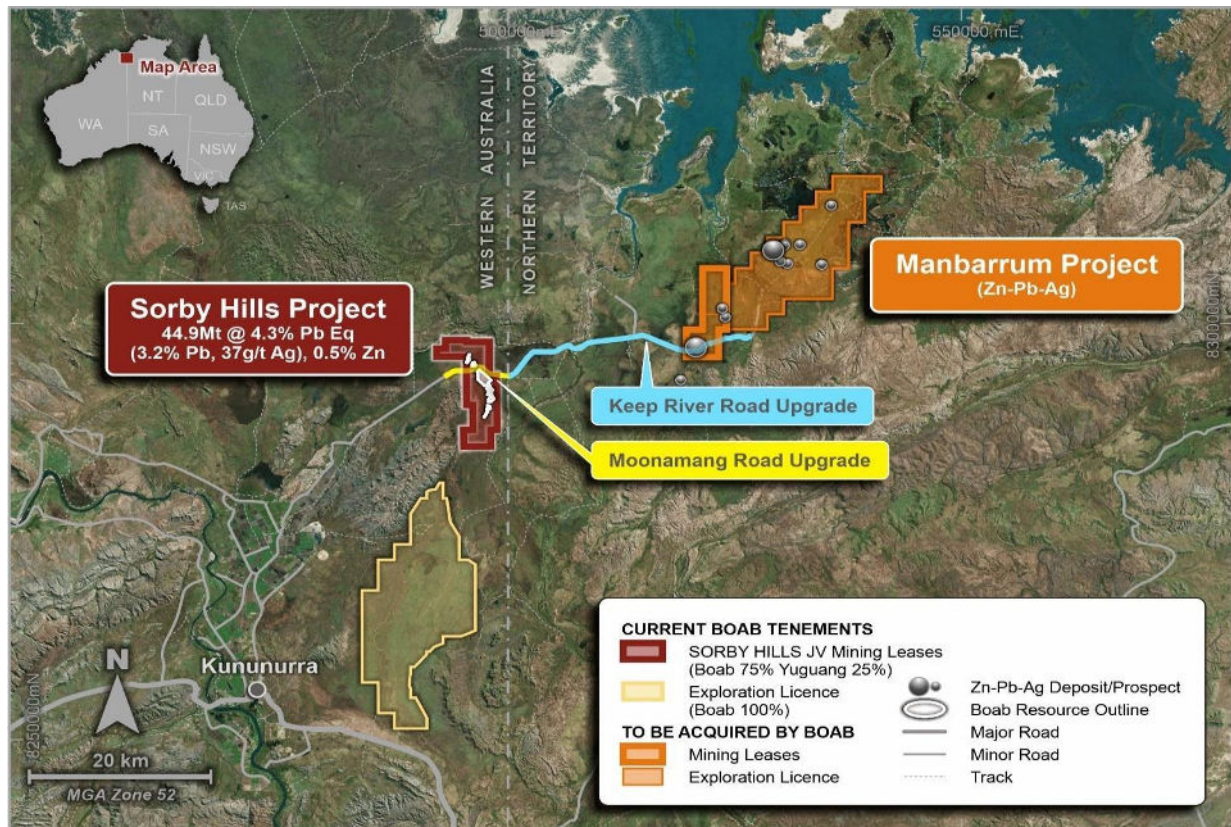 500000mE
550000 mE
Map Area
NT
QLD
WA
SA
NSW
VIC
TAS
WESTERN AUSTRALIA
NORTHERN TERRITORY
Manbarrum Project
(Zn-Pb-Ag)
Sorby Hills Project
44.9Mt @ 4.3% Pb Eq
(3.2% Pb, 37g/t Ag), 0.5% Zn
8300000mN
Keep River Road Upgrade
Moonamang Road Upgrade
N
Kununurra
8250000mN
20 km
MGA Zone 52
CURRENT BOAB TENEMENTS
SORBY HILLS JV Mining Leases
(Boab 75% Yuguang 25%)
Exploration Licence
(Boab 100%)
TO BE ACQUIRED BY BOAB
Mining Leases
Exploration Licence
Zn-Pb-Ag Deposit/Prospect
Boab Resource Outline
Major Road
Minor Road
Track